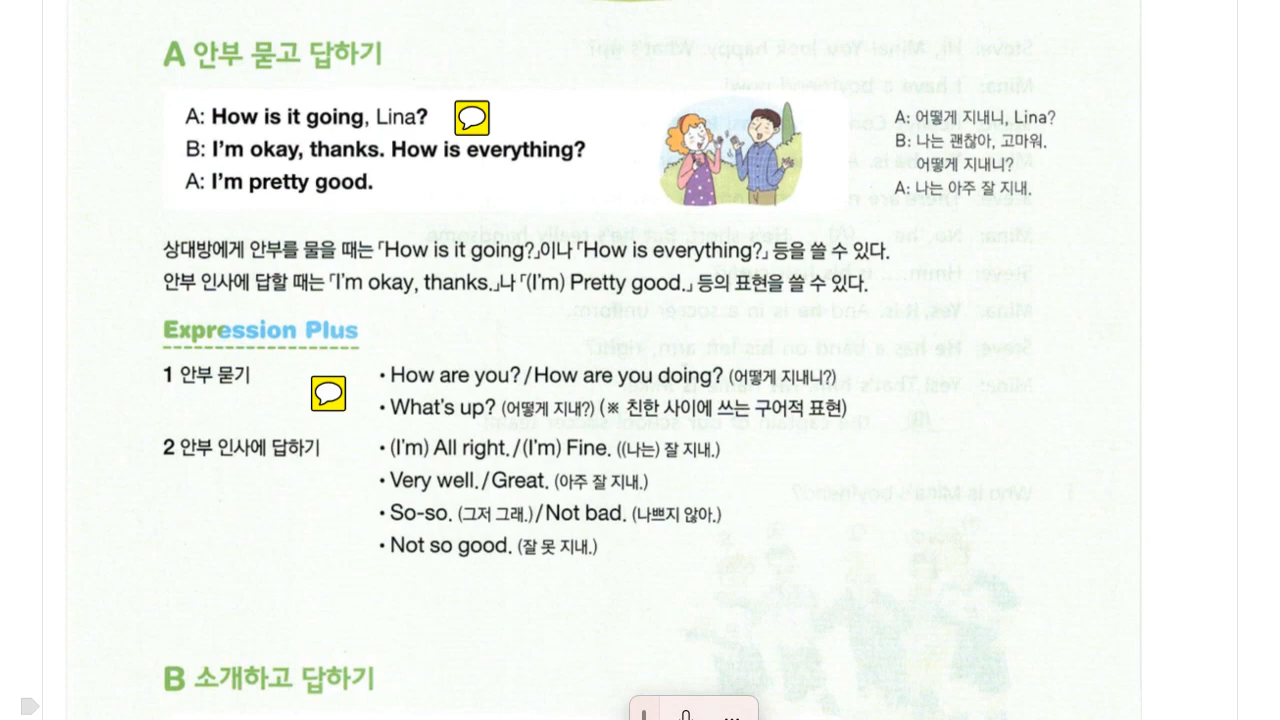 A 안부 묻고 답하기
A: How is it going, Lina?
B: I'm okay, thanks. How is everything?
A: I'm pretty good.
A: 어떻게 지내니, Lina?
B: 나는 괜찮아, 고마워.
어떻게 지내니?
A: 나는 아주 잘 지내.
상대방에게 안부를 물을 때는 「How is it going?」이나 「How is everything?」 등을 쓸 수 있다.
안부 인사에 답할 때는 「I'm okay, thanks.」나 「(I'm) Pretty good.」 등의 표현을 쓸 수 있다.
Expression Plus
1 안부 묻기
• How are you? / How are you doing? (어떻게 지내니?)
• What's up? (어떻게 지내?) (※ 친한 사이에 쓰는 구어적 표현)
2 안부 인사에 답하기
• (I'm) All right. / (I'm) Fine. ((나는) 잘 지내.)
• Very well. / Great. (아주 잘 지내.)
• So-so. (그저 그래.) / Not bad. (나쁘지 않아.)
• Not so good. (잘 못 지내.)
B 소개하고 답하기